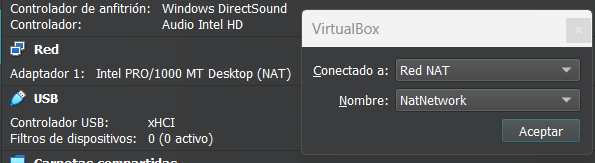 Controlador de anfitrión: Windows DirectSound
Controlador: Audio Intel HD
Red
Adaptador 1: Intel PRO/1000 MT Desktop (NAT)
USB
Controlador USB: xHCI
Filtros de dispositivos: 0 (0 activo)
Carpetas compartidas
VirtualBox
Conectado a: Red NAT
Nombre: NatNetwork
Aceptar